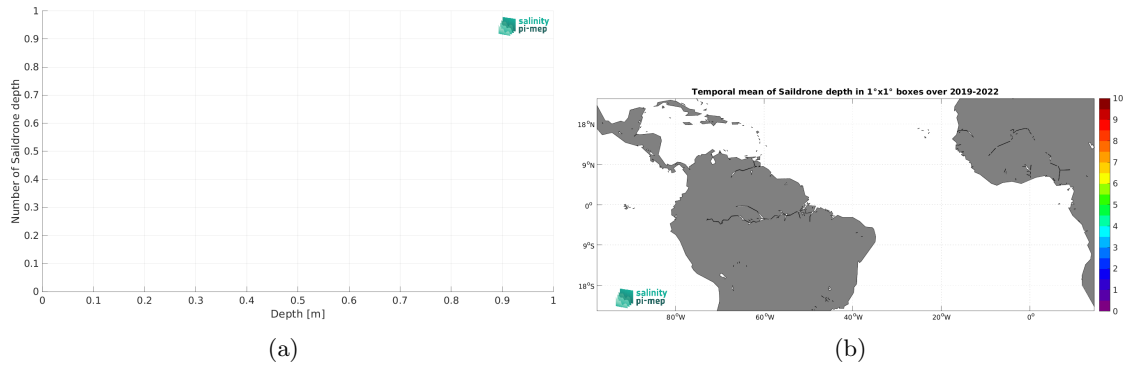 1
0.9
0.8
0.7
0.6
0.5
0.4
0.3
0.2
0.1
0
Number of Saildrone depth
0 0.1 0.2 0.3 0.4 0.5 0.6 0.7 0.8 0.9 1
Depth [m]
salinity
pi-mep
(a)
Temporal mean of Saildrone depth in 1°x1° boxes over 2019-2022
18°N
9°N
0°
9°S
18°S
80°W 60°W 40°W 20°W 0°
salinity
pi-mep
10
9
8
7
6
5
4
3
2
1
0
(b)